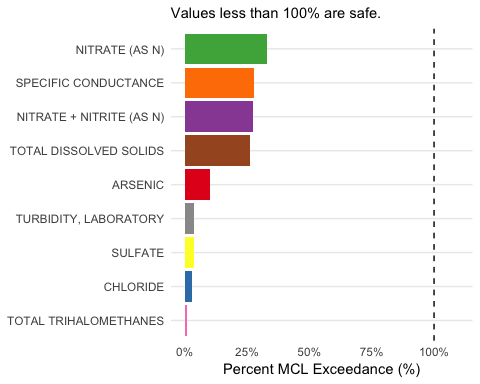 Values less than 100% are safe.
NITRATE (AS N)
SPECIFIC CONDUCTANCE
NITRATE + NITRITE (AS N)
TOTAL DISSOLVED SOLIDS
ARSENIC
TURBIDITY, LABORATORY
SULFATE
CHLORIDE
TOTAL TRIHALOMETHANES
0% 25% 50% 75% 100%
Percent MCL Exceedance (%)